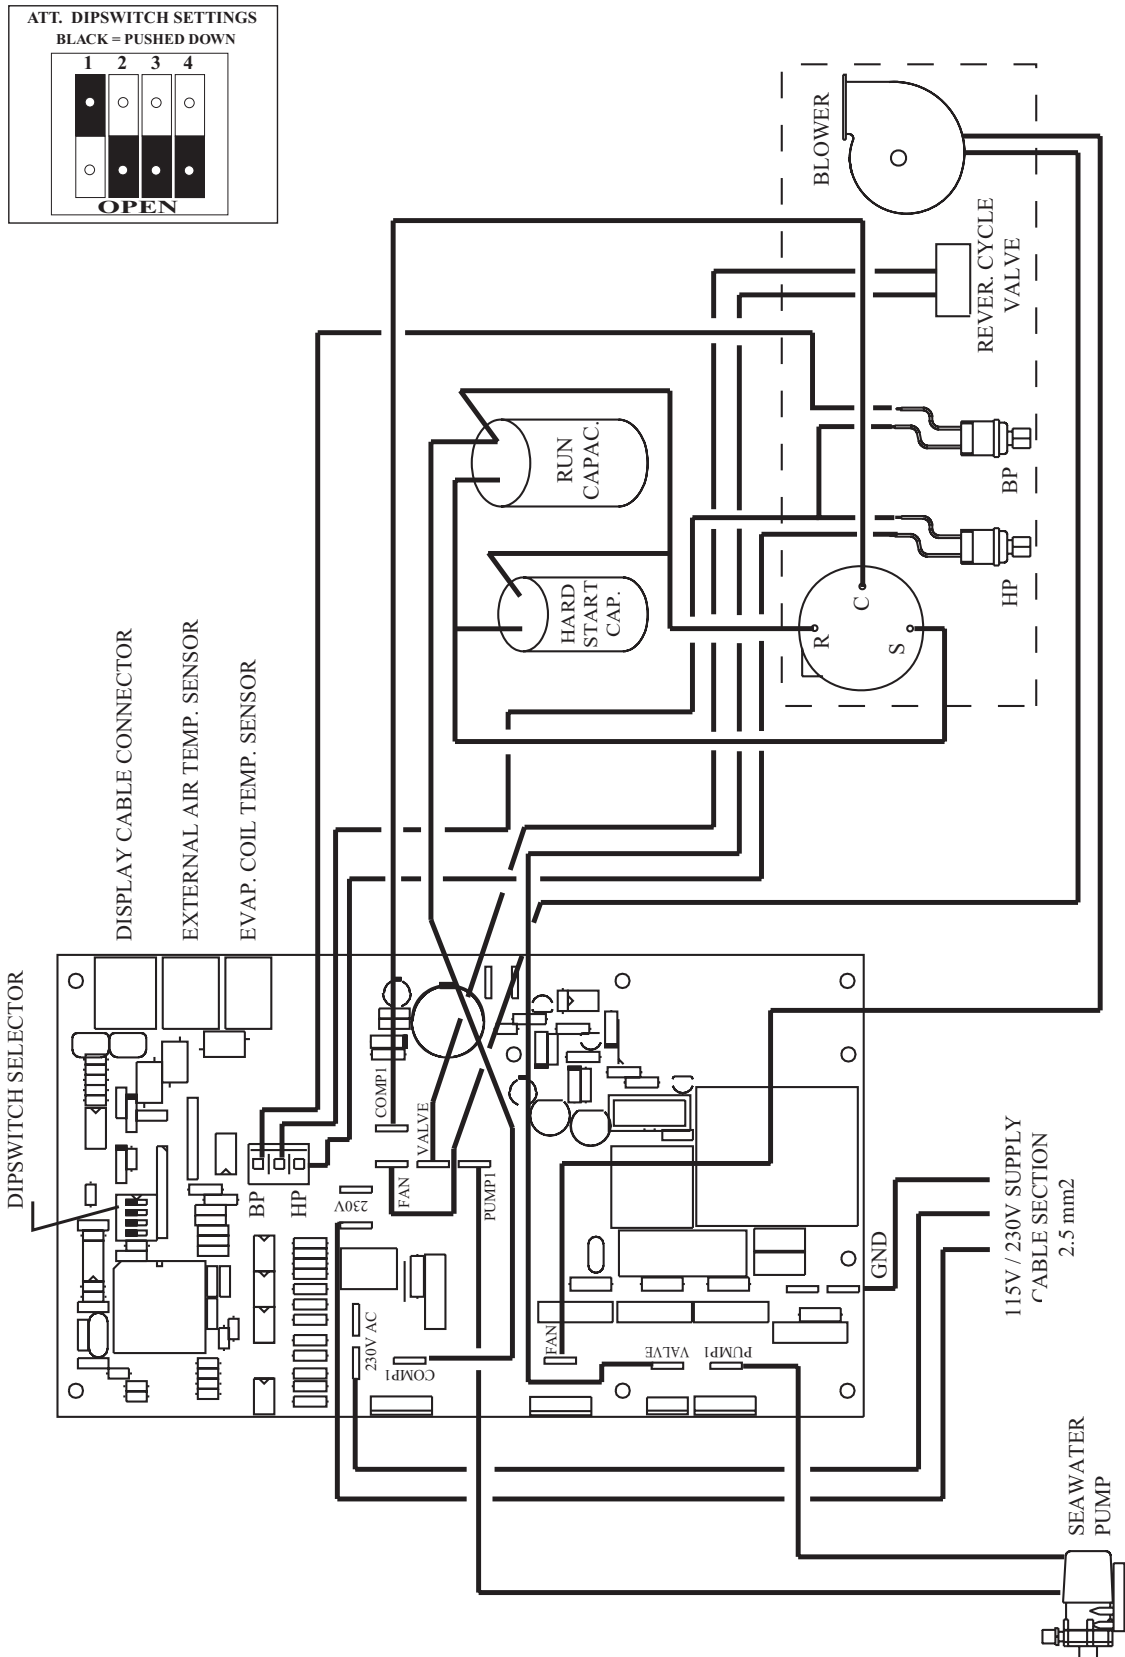 ATT. DIPSWITCH SETTINGS
BLACK = PUSHED DOWN
1 2 3 4
OPEN
BLOWER
REVER. CYCLE
VALVE
RUN
CAPAC.
BP
HARD
START
CAP.
HP
C
R
S
DISPLAY CABLE CONNECTOR
EXTERNAL AIR TEMP. SENSOR
EVAP. COIL TEMP. SENSOR
DIPSWITCH SELECTOR
COMP1
VALVE
BP
HP
FAN
PUMP1
230V
115V / 230V SUPPLY
CABLE SECTION
2.5 mm2
GND
230V AC
COMP1
FAN
VALVE
PUMP1
SEAWATER
PUMP